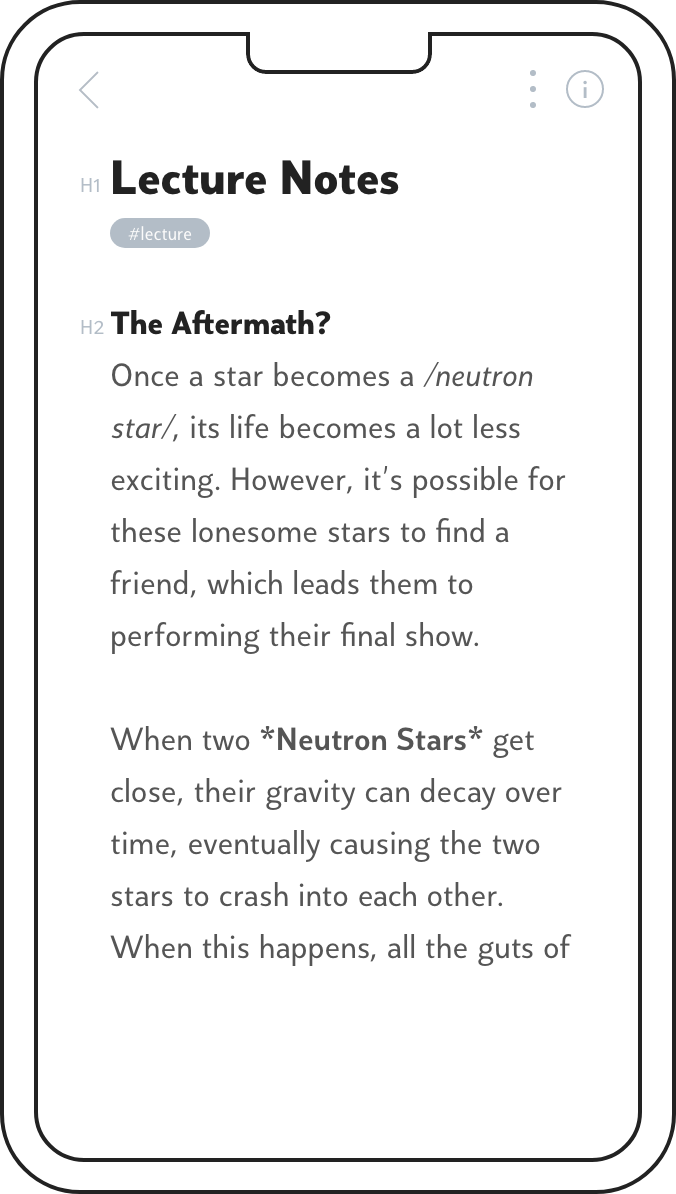 H1 Lecture Notes
#lecture
H2 The Aftermath?
Once a star becomes a /neutron
star/, its life becomes a lot less
exciting. However, it's possible for
these lonesome stars to find a
friend, which leads them to
performing their final show.
When two *Neutron Stars* get
close, their gravity can decay over
time, eventually causing the two
stars to crash into each other.
When this happens, all the guts of